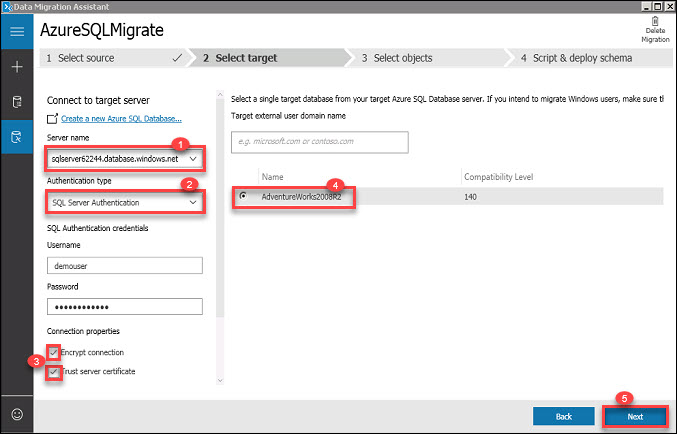 Data Migration Assistant
AzureSQLMigrate
Delete
Migration
1 Select source
2 Select target
3 Select objects
4 Script & deploy schema
Connect to target server
Create a new Azure SQL Database...
Server name
1
sqlserver62244.database.windows.net
Authentication type
2
SQL Server Authentication
SQL Authentication credentials
Username
demouser
Password
••••••••••••
Connection properties
Encrypt connection
3
Trust server certificate
Select a single target database from your target Azure SQL Database server. If you intend to migrate Windows users, make sure th
Target external user domain name
e.g. microsoft.com or contoso.com
Name
Compatibility Level
4
AdventureWorks2008R2
140
5
Back
Next